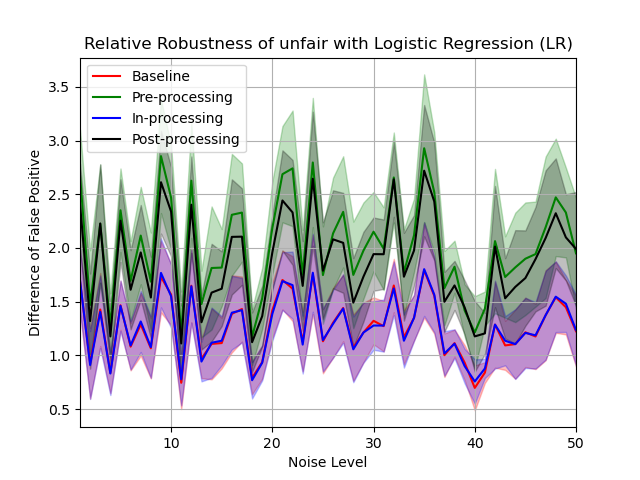 Relative Robustness of unfair with Logistic Regression (LR)
Baseline
Pre-processing
In-processing
Post-processing
Difference of False Positive
3.5
3.0
2.5
2.0
1.5
1.0
0.5
10
20
30
40
50
Noise Level